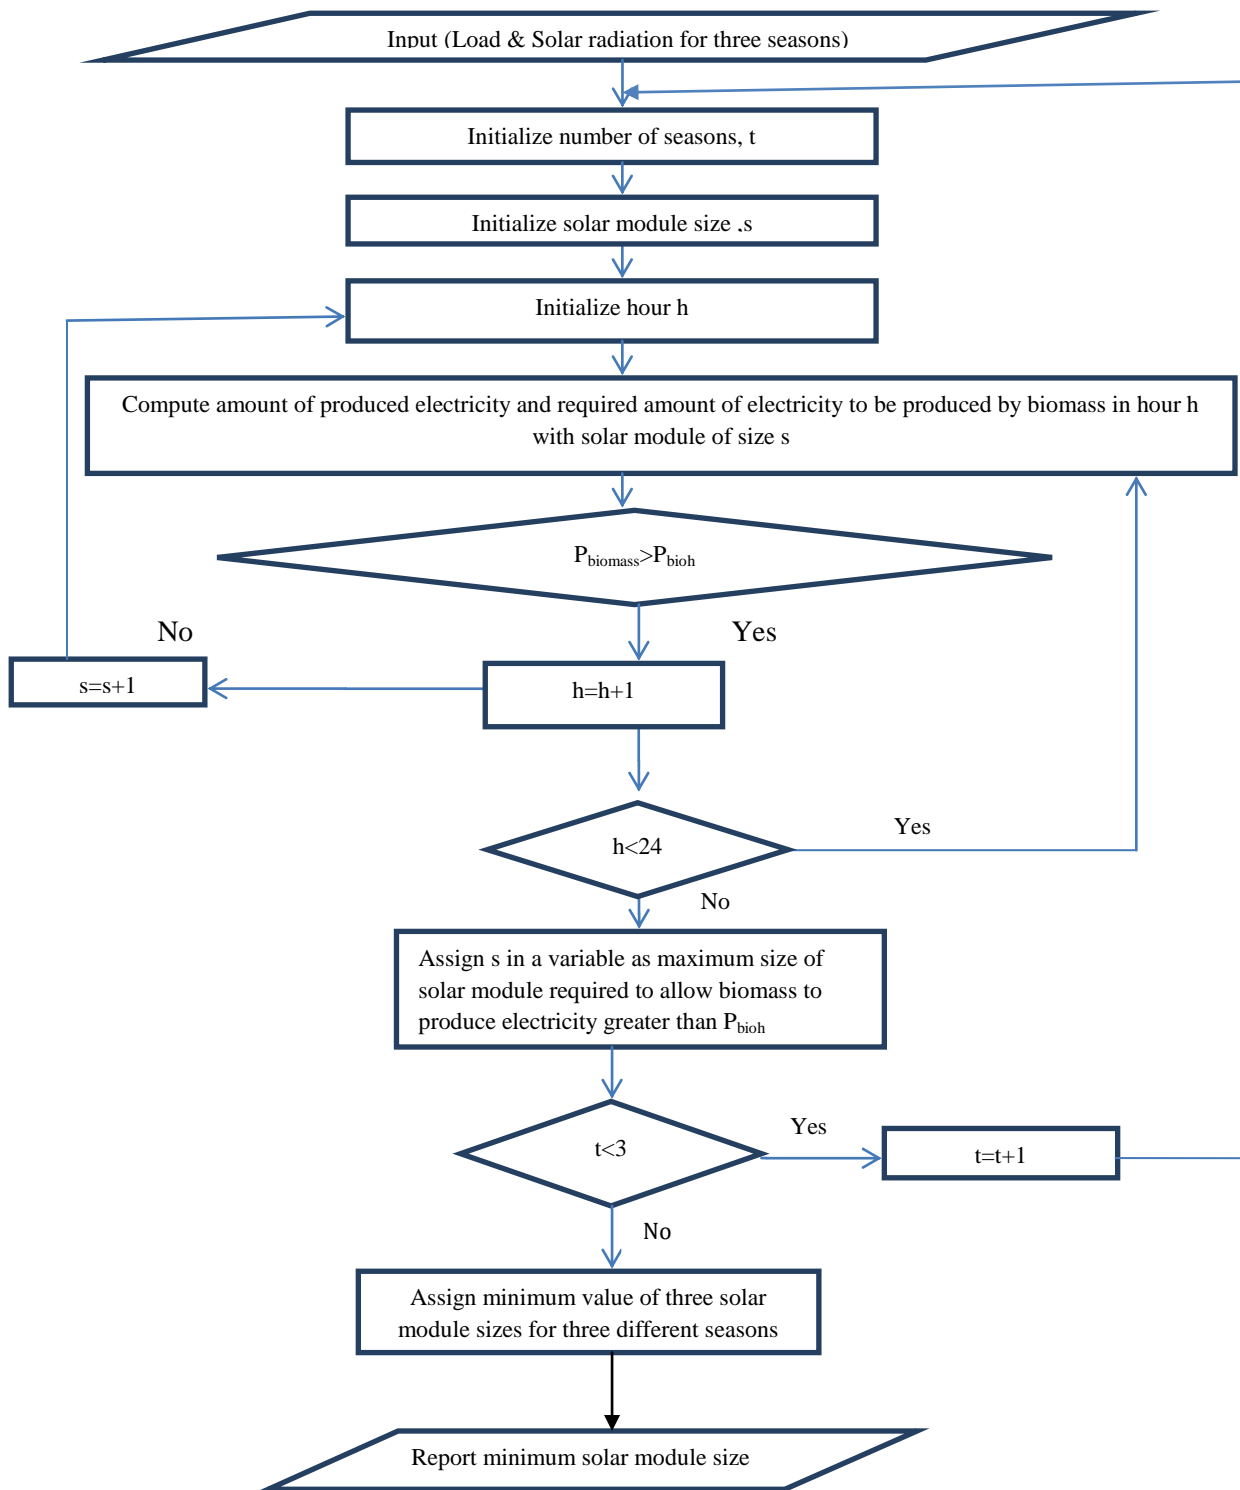 Input (Load & Solar radiation for three seasons)
Initialize number of seasons, t
Initialize solar module size ,s
Initialize hour h
Compute amount of produced electricity and required amount of electricity to be produced by biomass in hour h
with solar module of size s
P_biomass>P_bioh
No
Yes
s=s+1
h=h+1
h<24
Yes
No
Assign s in a variable as maximum size of
solar module required to allow biomass to
produce electricity greater than P_bioh
t<3
Yes
t=t+1
No
Assign minimum value of three solar
module sizes for three different seasons
Report minimum solar module size